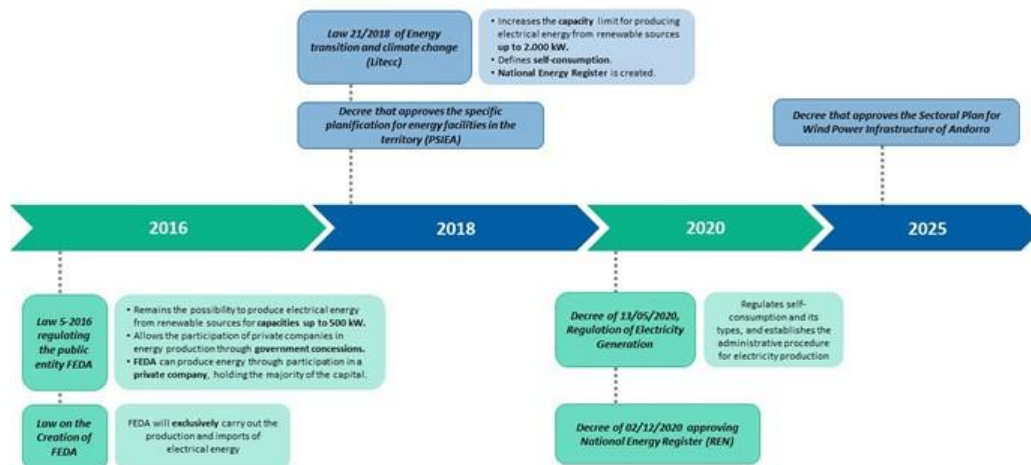 Law 21/2018 of Energy
transition and climate change
(Litecc)
• Increases the capacity limit for producing
electrical energy from renewable sources
up to 2.000 kW.
• Defines self-consumption.
• National Energy Register is created.
Decree that approves the specific
planification for energy facilities in the
territory (PSIEA)
Decree that approves the Sectoral Plan for
Wind Power Infrastructure of Andorra
2016
2018
2020
2025
Law 5-2016
regulating
the public
entity FEDA
• Remains the possibility to produce electrical energy
from renewable sources for capacities up to 500 kW.
• Allows the participation of private companies in
energy production through government concessions.
• FEDA can produce energy through participation in a
private company, holding the majority of the capital.
Law on the
Creation of
FEDA
FEDA will exclusively carry out the
production and imports of
electrical energy
Decree of 13/05/2020,
Regulation of Electricity
Generation
Regulates self-
consumption and its
types, and establishes the
administrative procedure
for electricity production
Decree of 02/12/2020 approving
National Energy Register (REN)